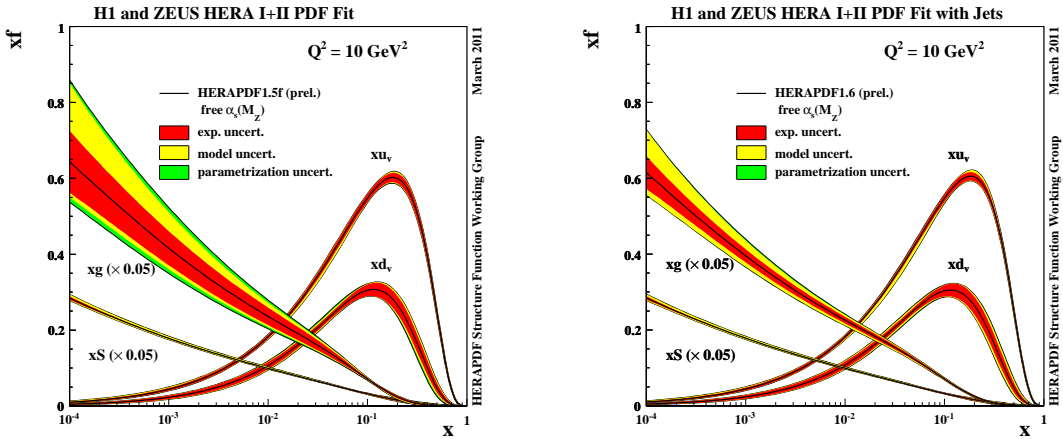 H1 and ZEUS HERA I+II PDF Fit
xf
1
0.8
0.6
0.4
0.2
0
Q² = 10 GeV²
HERAPDF1.5f (prel.)
free αₛ(M_Z)
exp. uncert.
model uncert.
parametrization uncert.
xuᵥ
xdᵥ
xg (× 0.05)
xS (× 0.05)
10⁻⁴
10⁻³
10⁻²
10⁻¹
1
x
HERAPDF Structure Function Working Group
March 2011
H1 and ZEUS HERA I+II PDF Fit with Jets
xf
1
0.8
0.6
0.4
0.2
0
Q² = 10 GeV²
HERAPDF1.6 (prel.)
free αₛ(M_Z)
exp. uncert.
model uncert.
parametrization uncert.
xuᵥ
xdᵥ
xg (× 0.05)
xS (× 0.05)
10⁻⁴
10⁻³
10⁻²
10⁻¹
1
x
HERAPDF Structure Function Working Group
March 2011